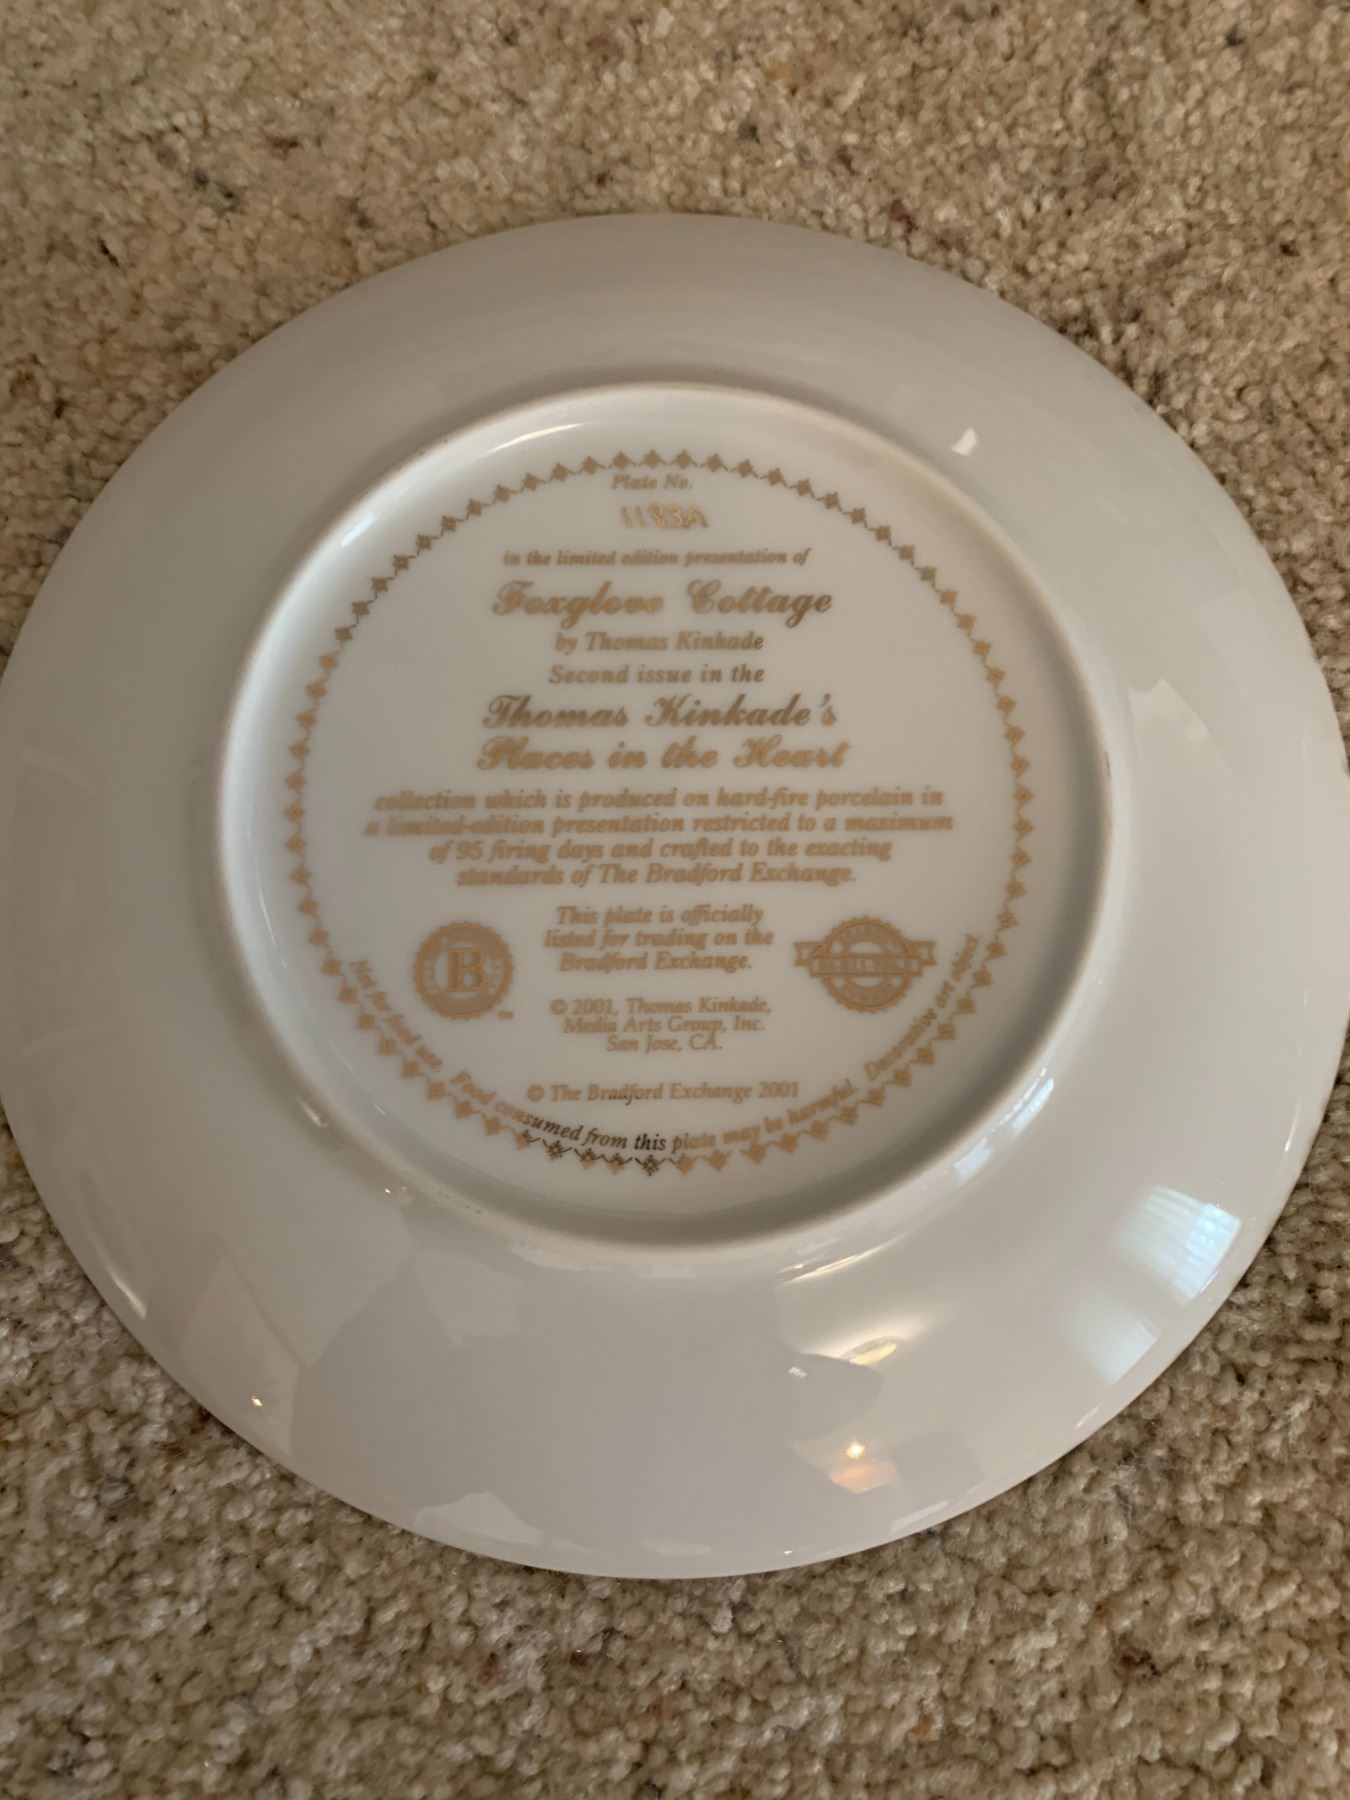 Plate No.
1183A
in the limited edition presentation of
Foxglove Cottage
by Thomas Kinkade
Second issue in the
Thomas Kinkade's
Places in the Heart
collection which is produced on hard-fire porcelain in
a limited-edition presentation restricted to a maximum
of 95 firing days and crafted to the exacting
standards of The Bradford Exchange.
This plate is officially
listed for trading on the
Bradford Exchange.
B
™
© 2001, Thomas Kinkade,
Media Arts Group, Inc.
San Jose, CA.
© The Bradford Exchange 2001
Not for food use. Food consumed from this plate may be harmful. Decorative art object.